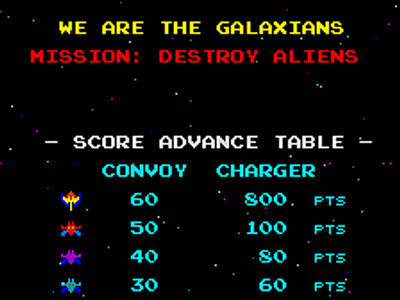 WE ARE THE GALAXIANS
MISSION: DESTROY ALIENS
- SCORE ADVANCE TABLE -
CONVOY CHARGER
60 800 PTS
50 100 PTS
40 80 PTS
30 60 PTS